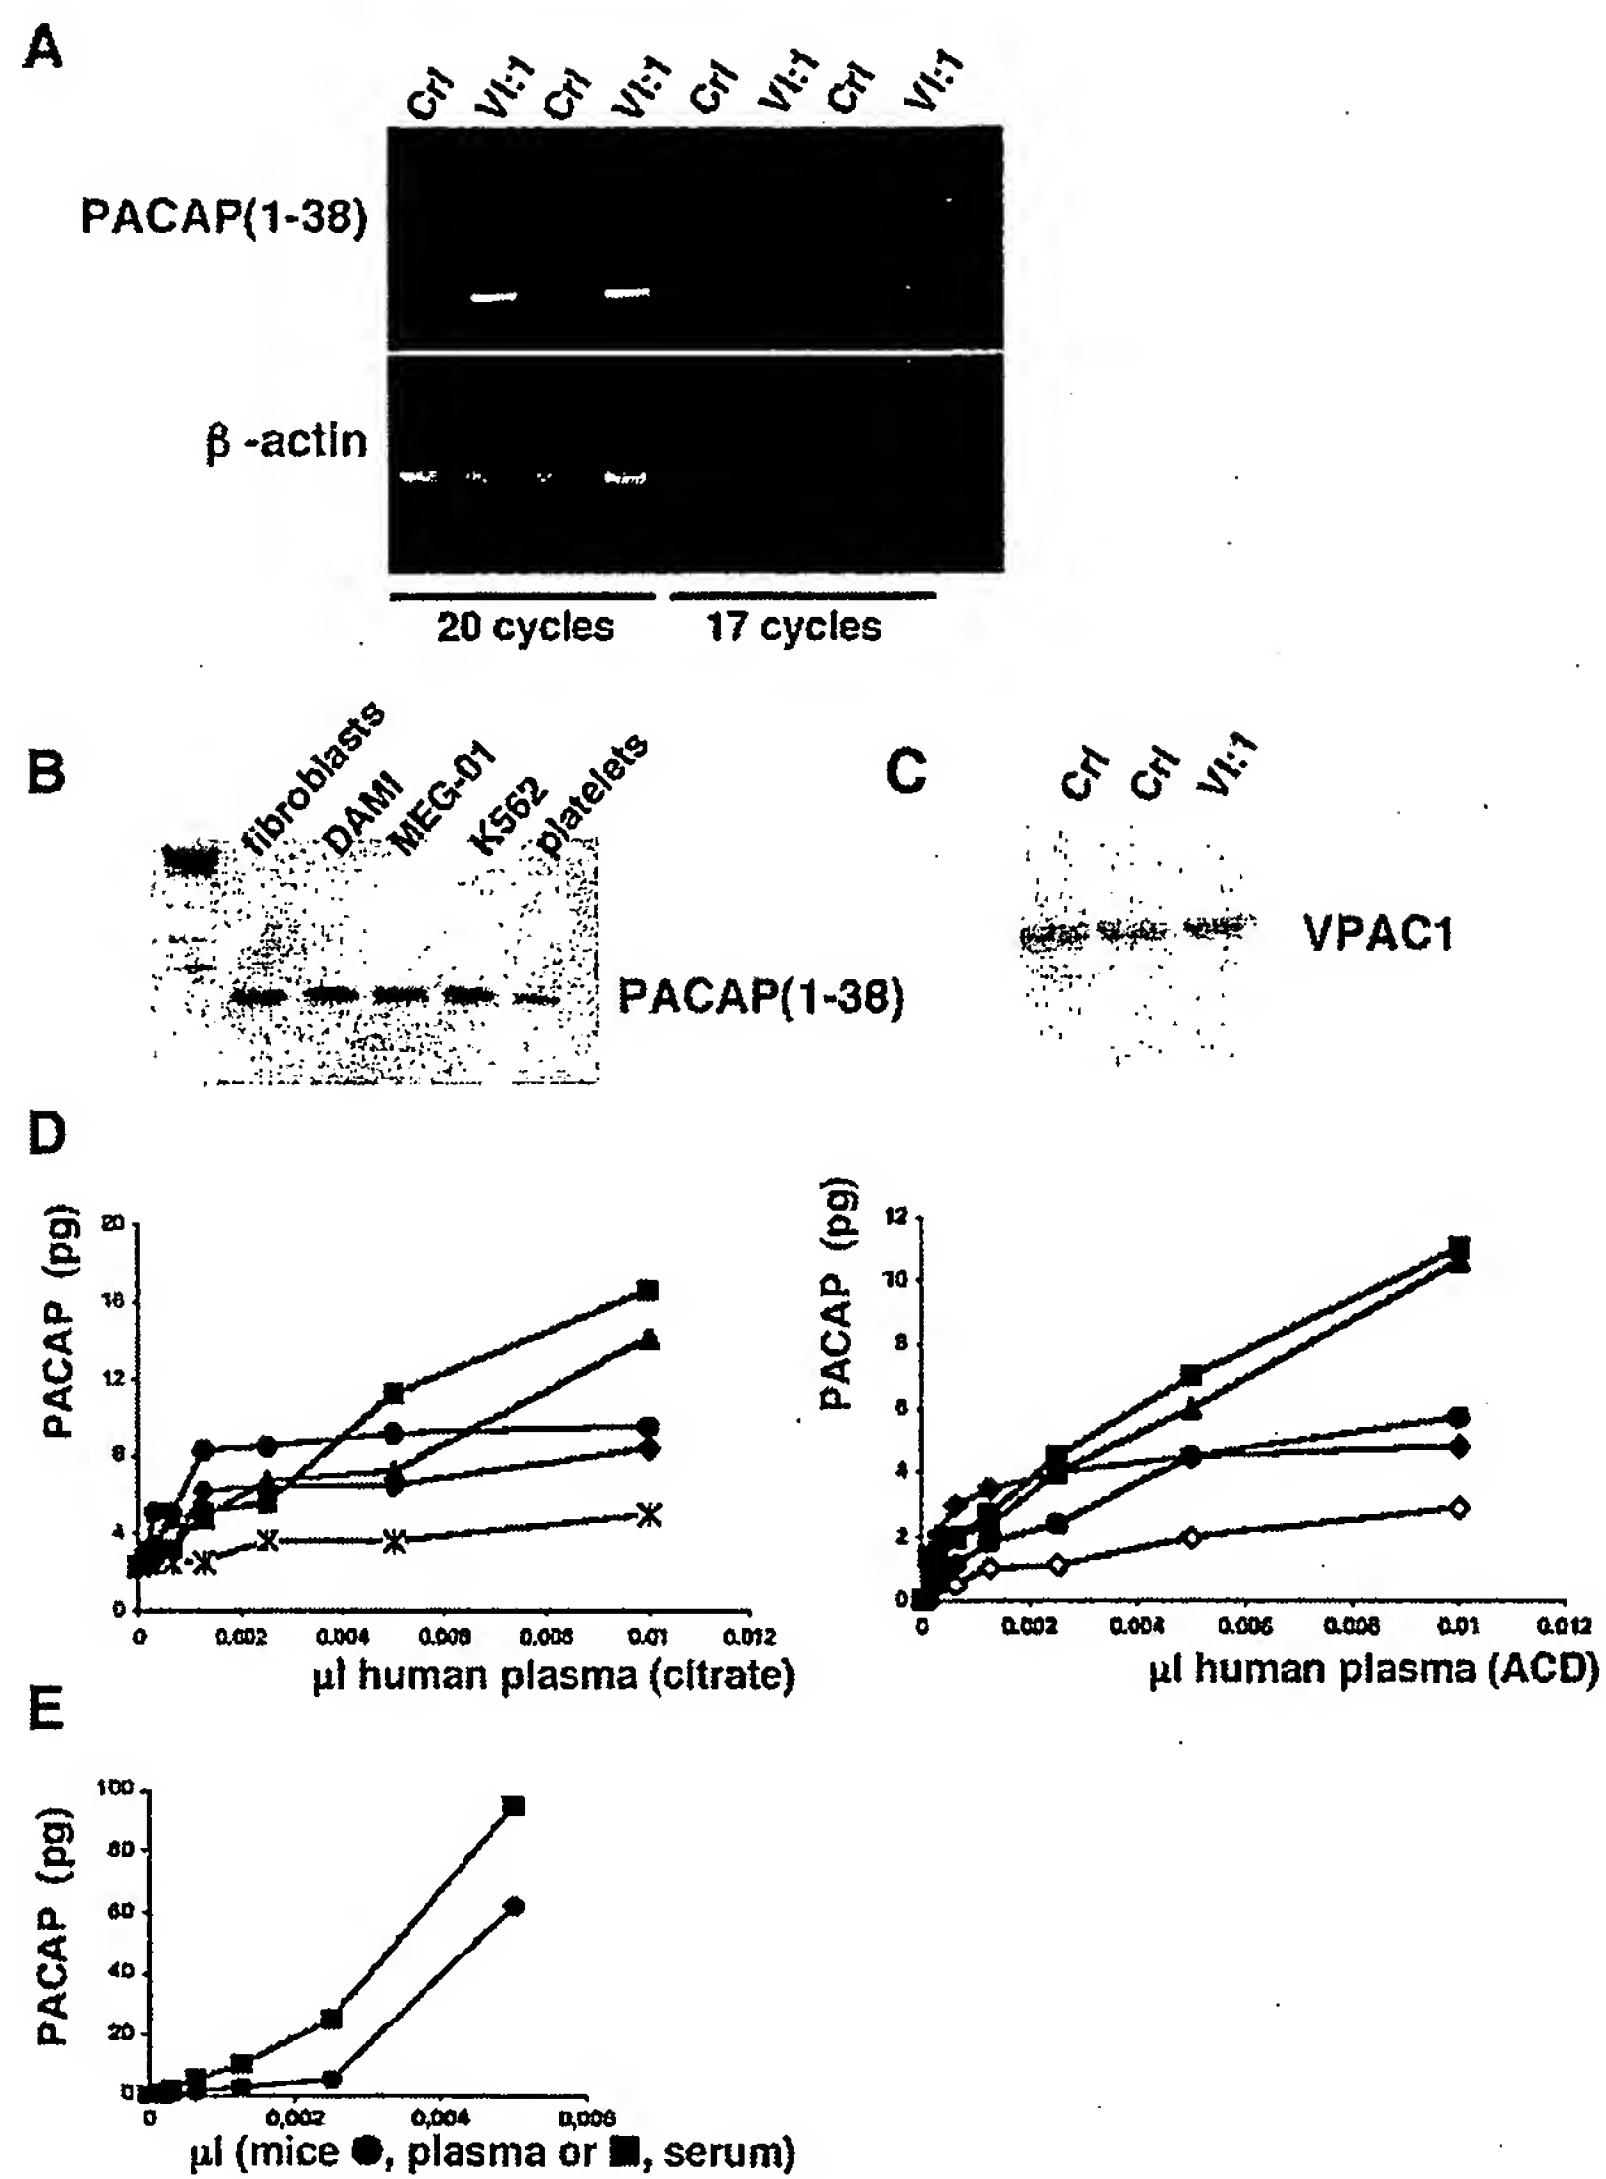 A
Crl VI:1 Crl VI:1 Crl VI:1 Crl VI:1
PACAP(1-38)
β -actin
20 cycles 17 cycles
B
fibroblasts DAMI MEG-01 K562 platelets
PACAP(1-38)
C
Crl Crl VI:1
VPAC1
D
PACAP (pg)
20
16
12
8
4
0
0 0.002 0.004 0.006 0.008 0.01 0.012
µl human plasma (citrate)
PACAP (pg)
12
10
8
6
4
2
0
0 0.002 0.004 0.006 0.008 0.01 0.012
µl human plasma (ACD)
E
PACAP (pg)
100
80
60
40
20
0
0 0,002 0,004 0,006
µl (mice ●, plasma or ■, serum)